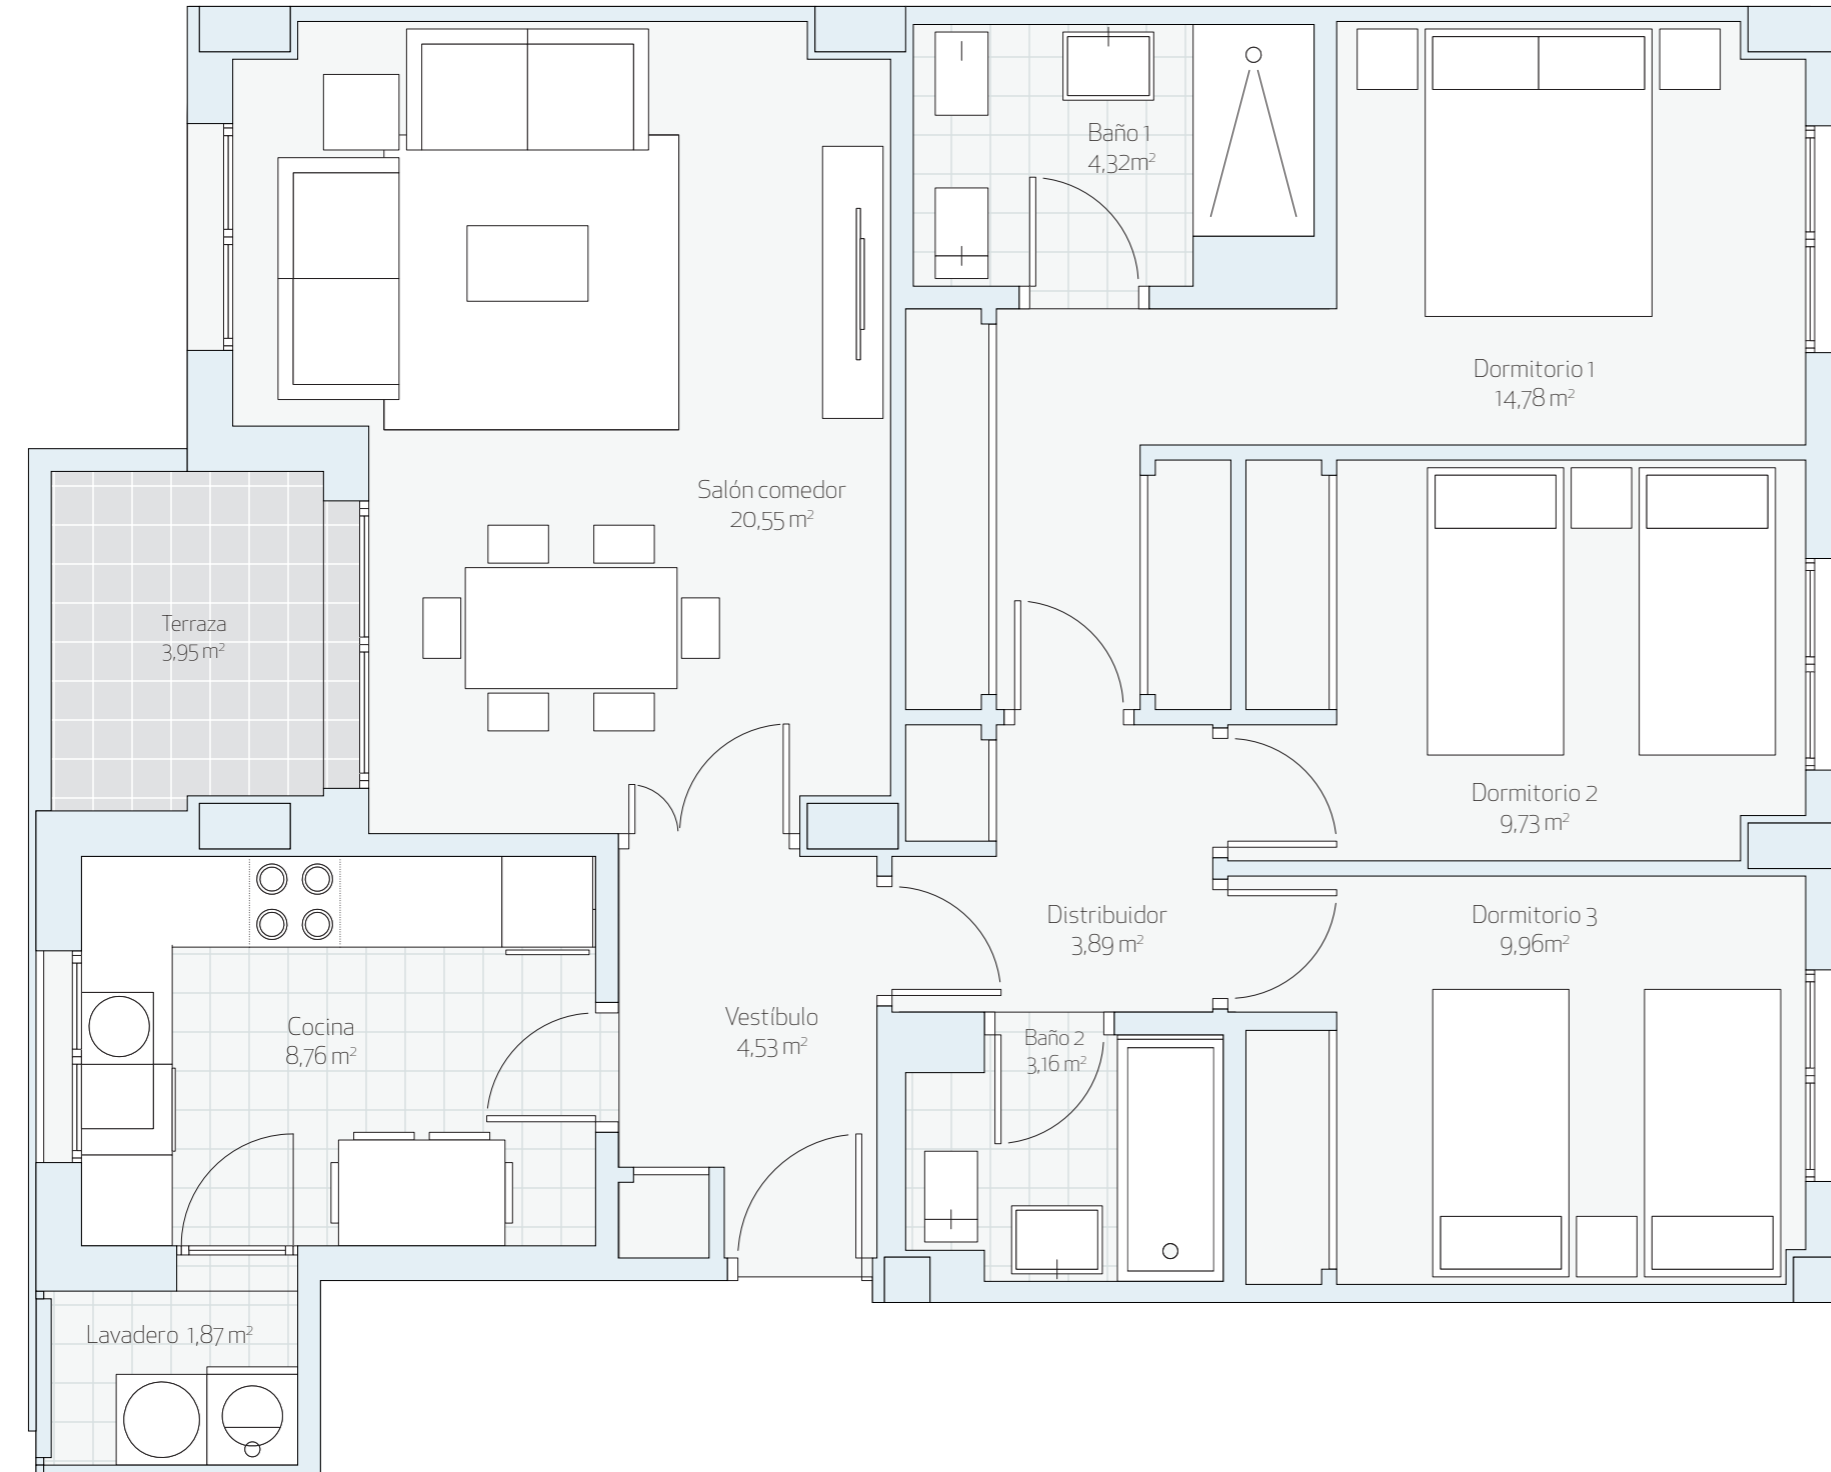 Baño 1
4,32m²
Dormitorio 1
14,78 m²
Salón comedor
20,55 m²
Terraza
3,95 m²
Dormitorio 2
9,73 m²
Distribuidor
3,89 m²
Dormitorio 3
9,96m²
Cocina
8,76 m²
Vestíbulo
4,53 m²
Baño 2
3,16 m²
Lavadero 1,87 m²